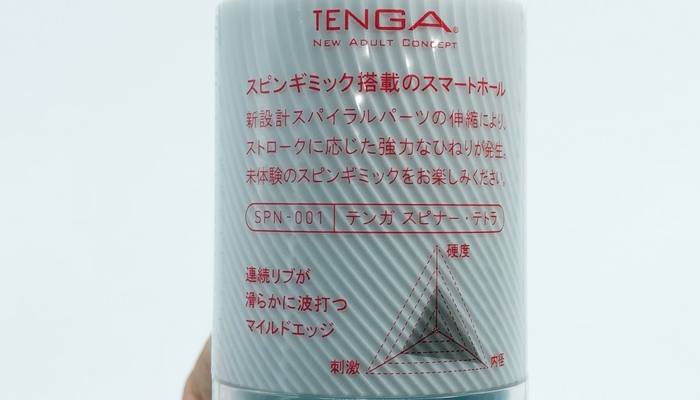 TENGA®
NEW ADULT CONCEPT
スピンギミック搭載のスマートホール
新設計スパイラルパーツの伸縮により、
ストロークに応じた強力なひねりが発生。
未体験のスピンギミックをお楽しみください。
SPN-001 テンガ スピナー・テトラ
硬度
連続リブが
滑らかに波打つ
マイルドエッジ
刺激
内径